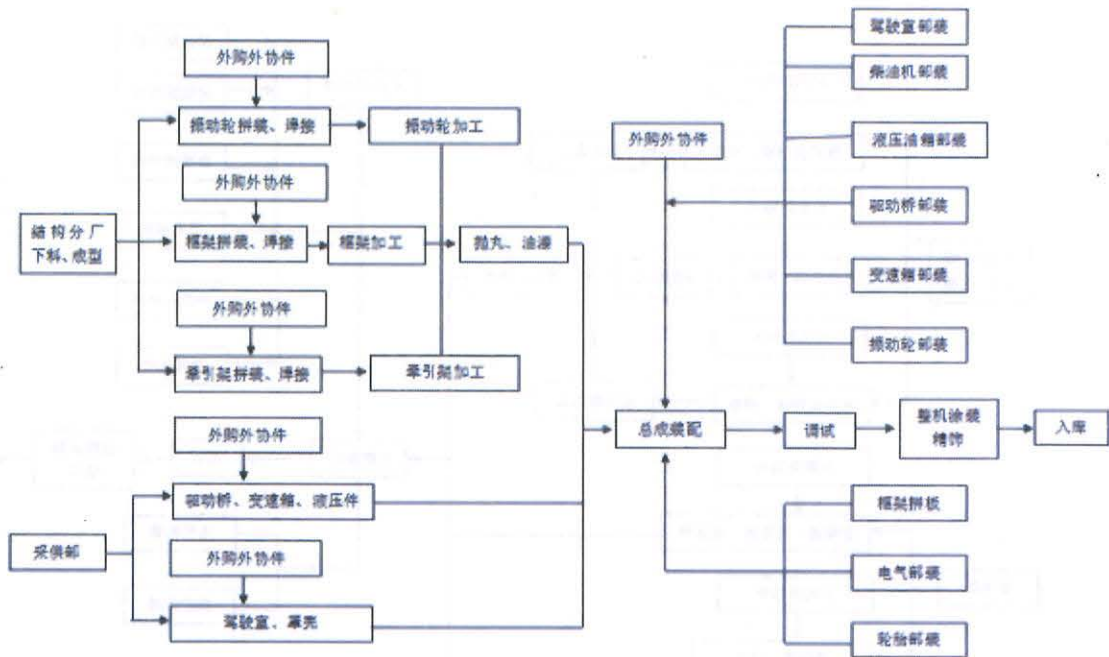 驾驶室部装
外购外协件
柴油机部装
振动轮拼装、焊接
振动轮加工
外购外协件
液压油箱部装
外购外协件
驱动桥部装
结构分厂
下料、成型
框架拼装、焊接
框架加工
抛丸、油漆
变速箱部装
外购外协件
振动轮部装
牵引架拼装、焊接
牵引架加工
外购外协件
总成装配
调试
整机涂装
精饰
入库
驱动桥、变速箱、液压件
框架拼板
采供部
外购外协件
电气部装
驾驶室、罩壳
轮胎部装